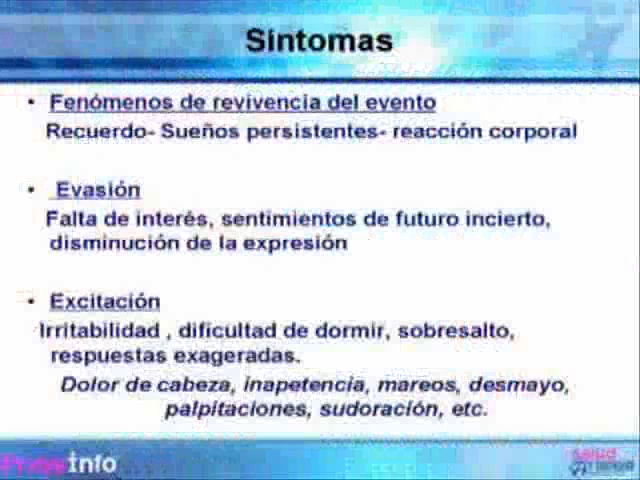 Síntomas
• Fenómenos de revivencia del evento
Recuerdo- Sueños persistentes- reacción corporal
• Evasión
Falta de interés, sentimientos de futuro incierto,
disminución de la expresión
• Excitación
Irritabilidad , dificultad de dormir, sobresalto,
respuestas exageradas.
Dolor de cabeza, inapetencia, mareos, desmayo,
palpitaciones, sudoración, etc.
salud